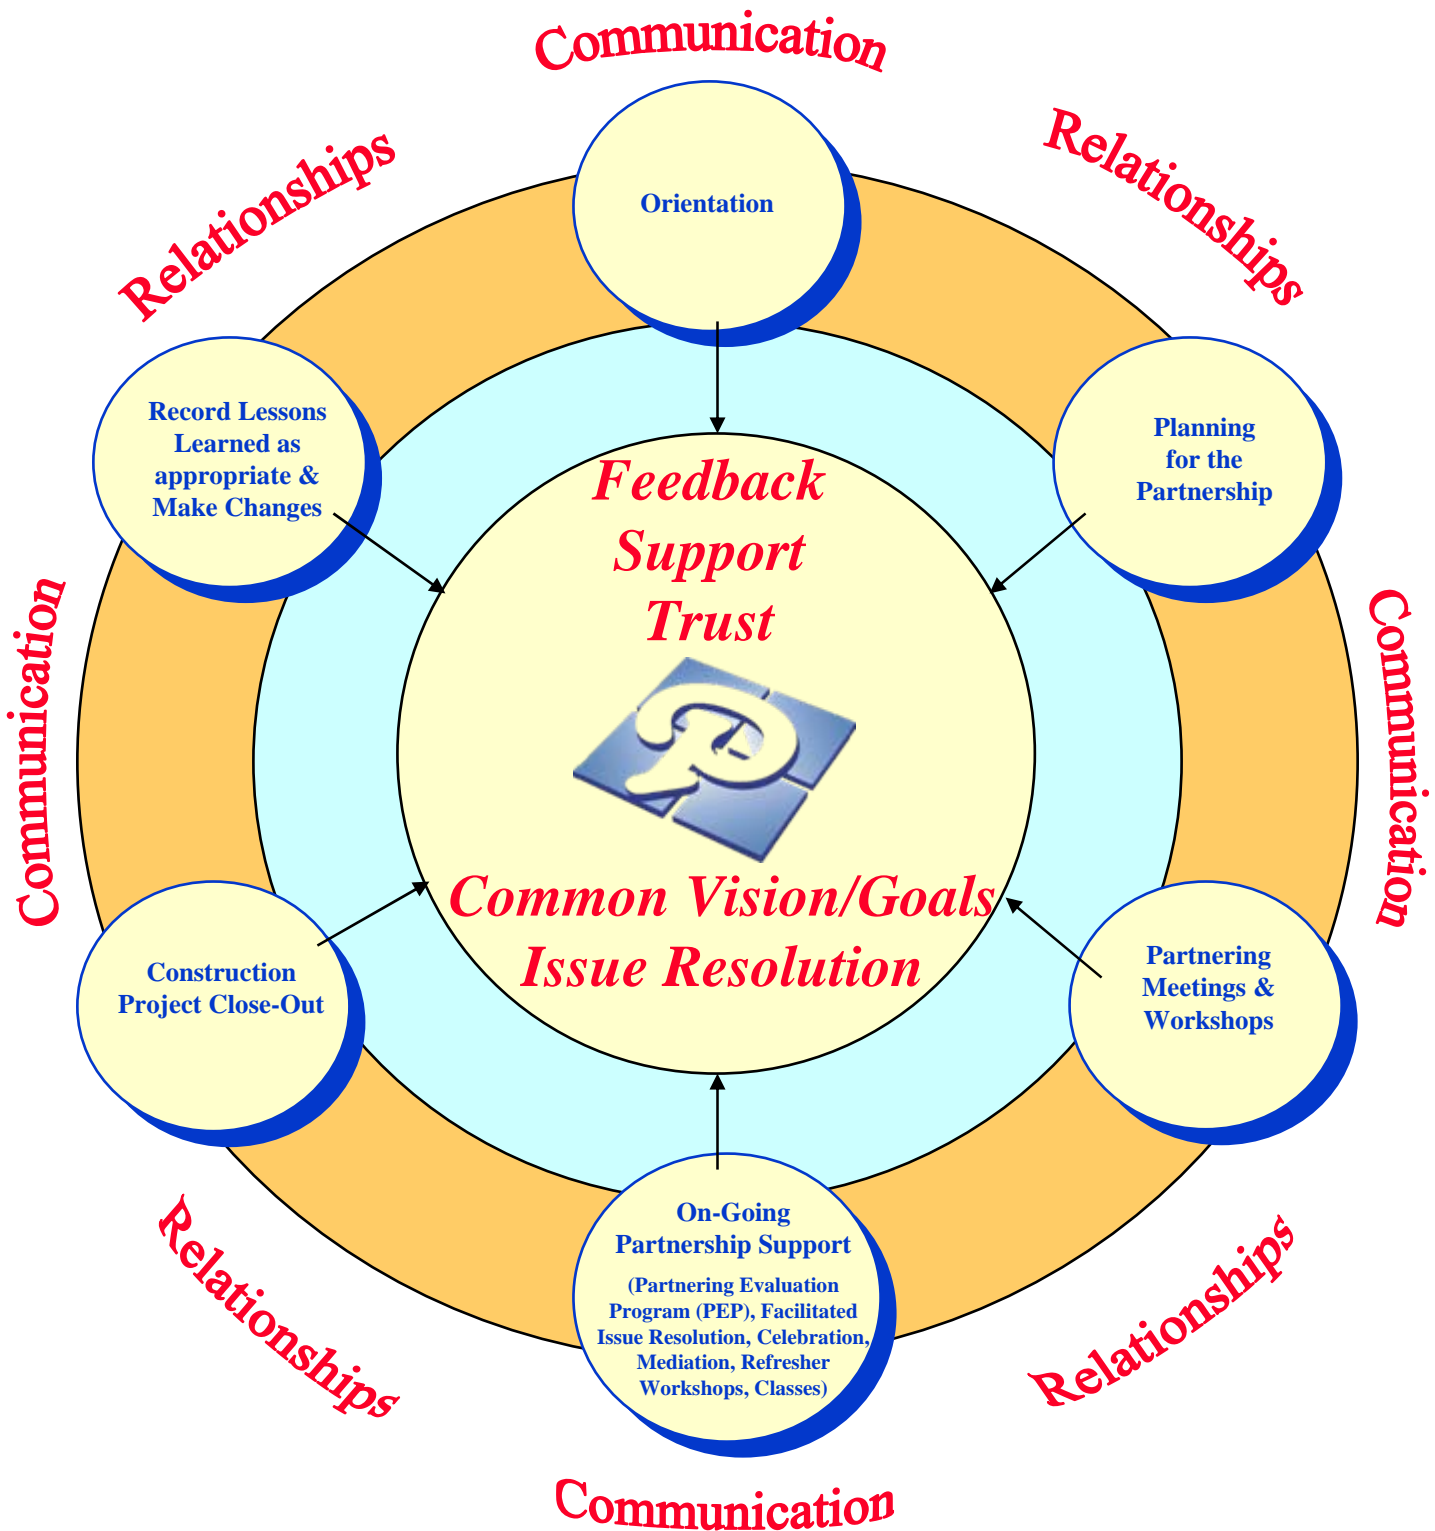 Communication
Relationships
Relationships
Orientation
Record Lessons
Learned as
appropriate &
Make Changes
Planning
for the
Partnership
Feedback
Support
Trust
Communication
Communication
Common Vision/Goals
Issue Resolution
Construction
Project Close-Out
Partnering
Meetings &
Workshops
On-Going
Partnership Support
(Partnering Evaluation
Program (PEP), Facilitated
Issue Resolution, Celebration,
Mediation, Refresher
Workshops, Classes)
Relationships
Relationships
Communication